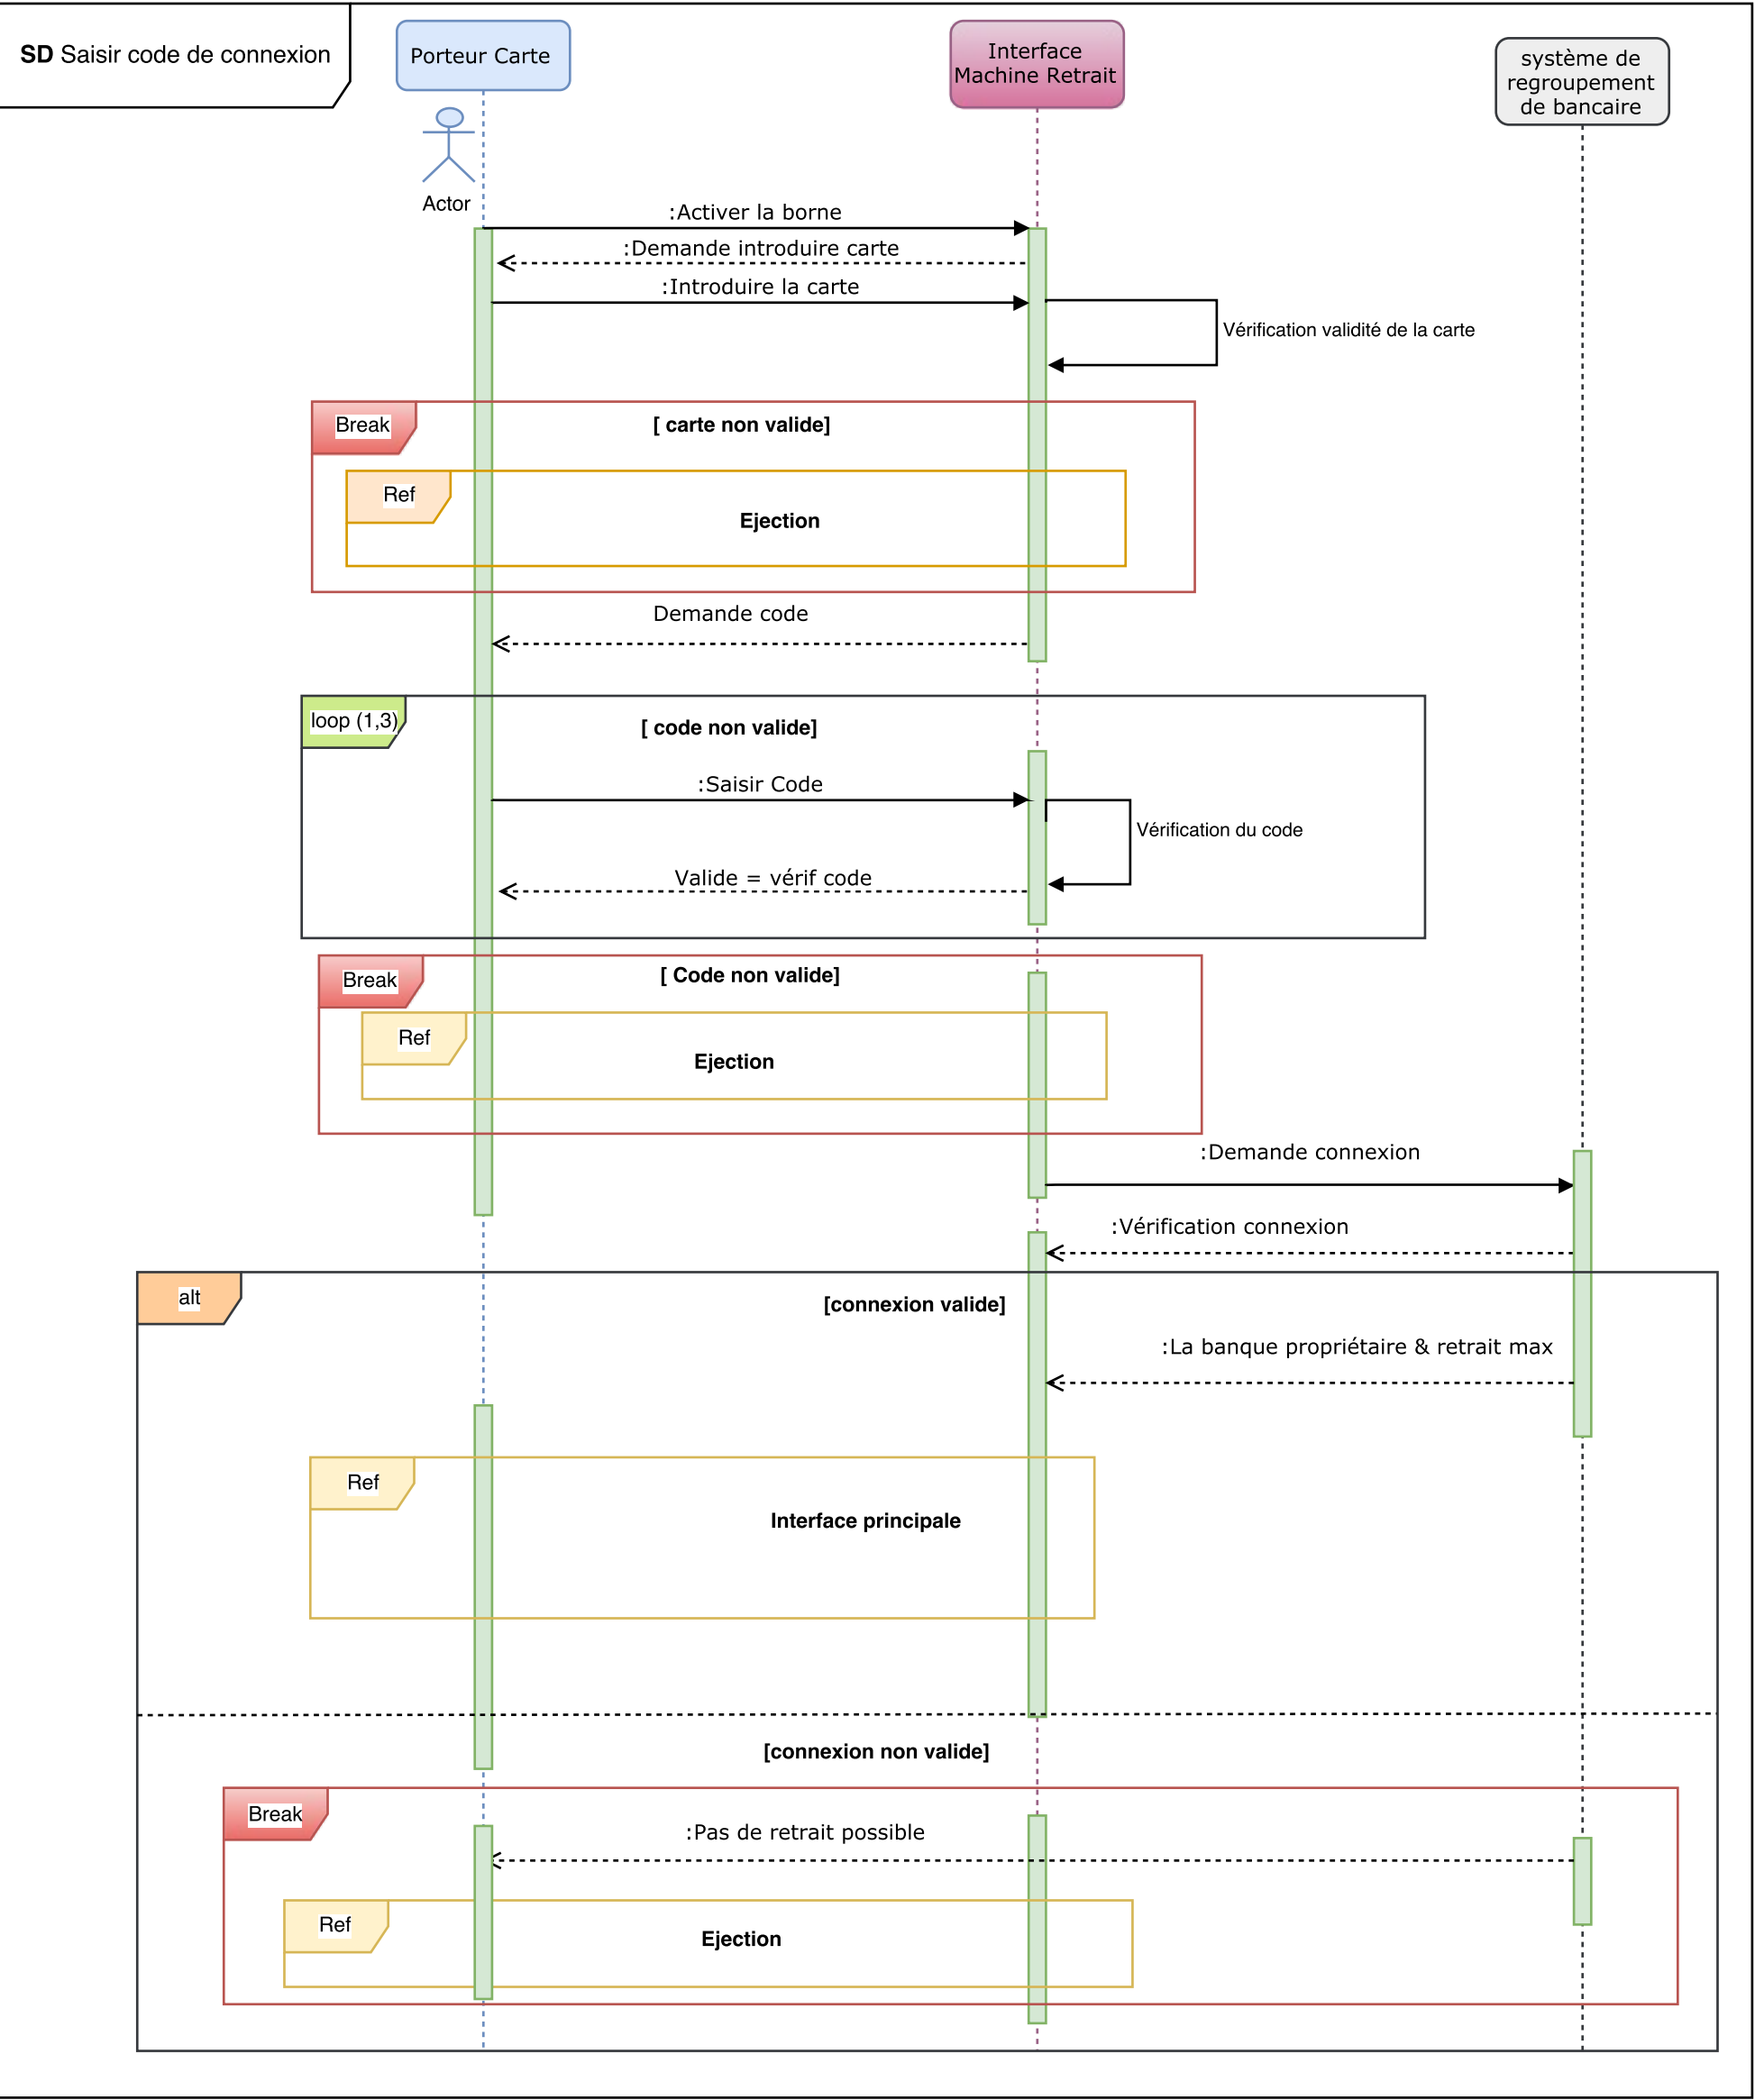 SD Saisir code de connexion
Porteur Carte
Interface
Machine Retrait
système de
regroupement
de bancaire
Actor
:Activer la borne
:Demande introduire carte
:Introduire la carte
Vérification validité de la carte
Break
[ carte non valide]
Ref
Ejection
Demande code
loop (1,3)
[ code non valide]
:Saisir Code
Vérification du code
Valide = vérif code
Break
[ Code non valide]
Ref
Ejection
:Demande connexion
:Vérification connexion
alt
[connexion valide]
:La banque propriétaire & retrait max
Ref
Interface principale
[connexion non valide]
Break
:Pas de retrait possible
Ref
Ejection